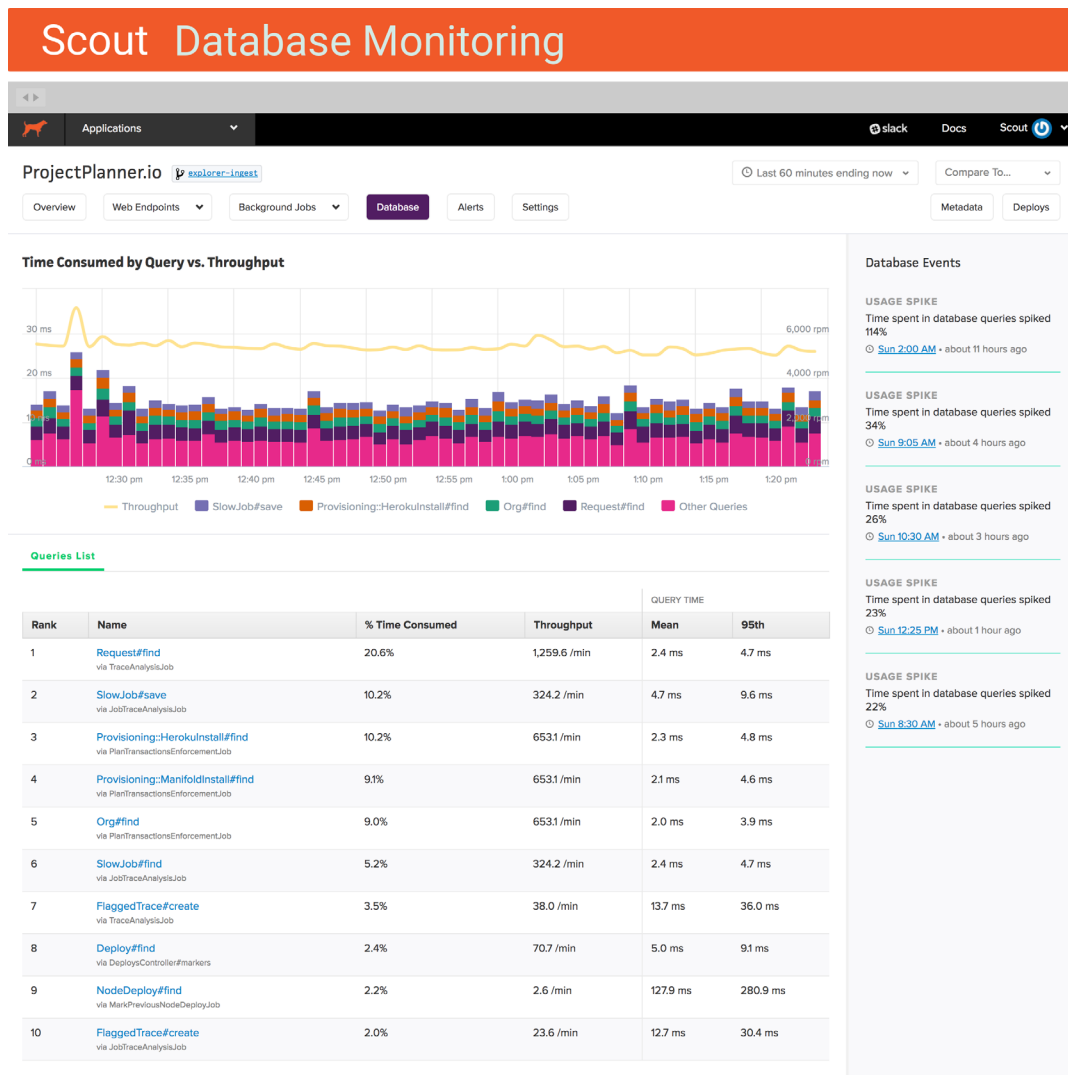 Scout Database Monitoring
Applications
slack Docs Scout
ProjectPlanner.io explorer-ingest
Last 60 minutes ending now Compare To...
Overview Web Endpoints Background Jobs Database Alerts Settings Metadata Deploys
Time Consumed by Query vs. Throughput
30 ms 6,000 rpm
20 ms 4,000 rpm
10 ms 2,000 rpm
0 ms 0 rpm
12:30 pm 12:35 pm 12:40 pm 12:45 pm 12:50 pm 12:55 pm 1:00 pm 1:05 pm 1:10 pm 1:15 pm 1:20 pm
Throughput SlowJob#save Provisioning::HerokuInstall#find Org#find Request#find Other Queries
Queries List
QUERY TIME
Rank Name % Time Consumed Throughput Mean 95th
1 Request#find 20.6% 1,259.6 /min 2.4 ms 4.7 ms
via TraceAnalysisJob
2 SlowJob#save 10.2% 324.2 /min 4.7 ms 9.6 ms
via JobTraceAnalysisJob
3 Provisioning::HerokuInstall#find 10.2% 653.1 /min 2.3 ms 4.8 ms
via PlanTransactionsEnforcementJob
4 Provisioning::ManifoldInstall#find 9.1% 653.1 /min 2.1 ms 4.6 ms
via PlanTransactionsEnforcementJob
5 Org#find 9.0% 653.1 /min 2.0 ms 3.9 ms
via PlanTransactionsEnforcementJob
6 SlowJob#find 5.2% 324.2 /min 2.4 ms 4.7 ms
via JobTraceAnalysisJob
7 FlaggedTrace#create 3.5% 38.0 /min 13.7 ms 36.0 ms
via TraceAnalysisJob
8 Deploy#find 2.4% 70.7 /min 5.0 ms 9.1 ms
via DeploysController#markers
9 NodeDeploy#find 2.2% 2.6 /min 127.9 ms 280.9 ms
via MarkPreviousNodeDeployJob
10 FlaggedTrace#create 2.0% 23.6 /min 12.7 ms 30.4 ms
via JobTraceAnalysisJob
Database Events
USAGE SPIKE
Time spent in database queries spiked
114%
Sun 2:00 AM • about 11 hours ago
USAGE SPIKE
Time spent in database queries spiked
34%
Sun 9:05 AM • about 4 hours ago
USAGE SPIKE
Time spent in database queries spiked
26%
Sun 10:30 AM • about 3 hours ago
USAGE SPIKE
Time spent in database queries spiked
23%
Sun 12:25 PM • about 1 hour ago
USAGE SPIKE
Time spent in database queries spiked
22%
Sun 8:30 AM • about 5 hours ago